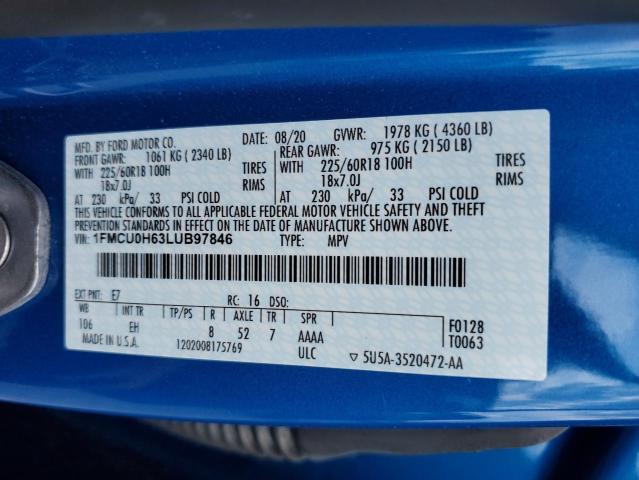 MFD. BY FORD MOTOR CO.
DATE: 08/20 GVWR: 1978 KG ( 4360 LB)
FRONT GAWR: 1061 KG ( 2340 LB) REAR GAWR: 975 KG ( 2150 LB)
WITH 225/60R18 100H TIRES WITH 225/60R18 100H TIRES
18x7.0J RIMS 18x7.0J RIMS
AT 230 kPa/ 33 PSI COLD AT 230 kPa/ 33 PSI COLD
THIS VEHICLE CONFORMS TO ALL APPLICABLE FEDERAL MOTOR VEHICLE SAFETY AND THEFT
PREVENTION STANDARDS IN EFFECT ON THE DATE OF MANUFACTURE SHOWN ABOVE.
VIN: 1FMCU0H63LUB97846 TYPE: MPV
EXT PNT: E7 RC: 16 DSO:
WB INT TR TP/PS R AXLE TR SPR F0128
106 EH 8 52 7 AAAA T0063
MADE IN U.S.A. 1202008175769 ULC ▽ 5U5A-3520472-AA